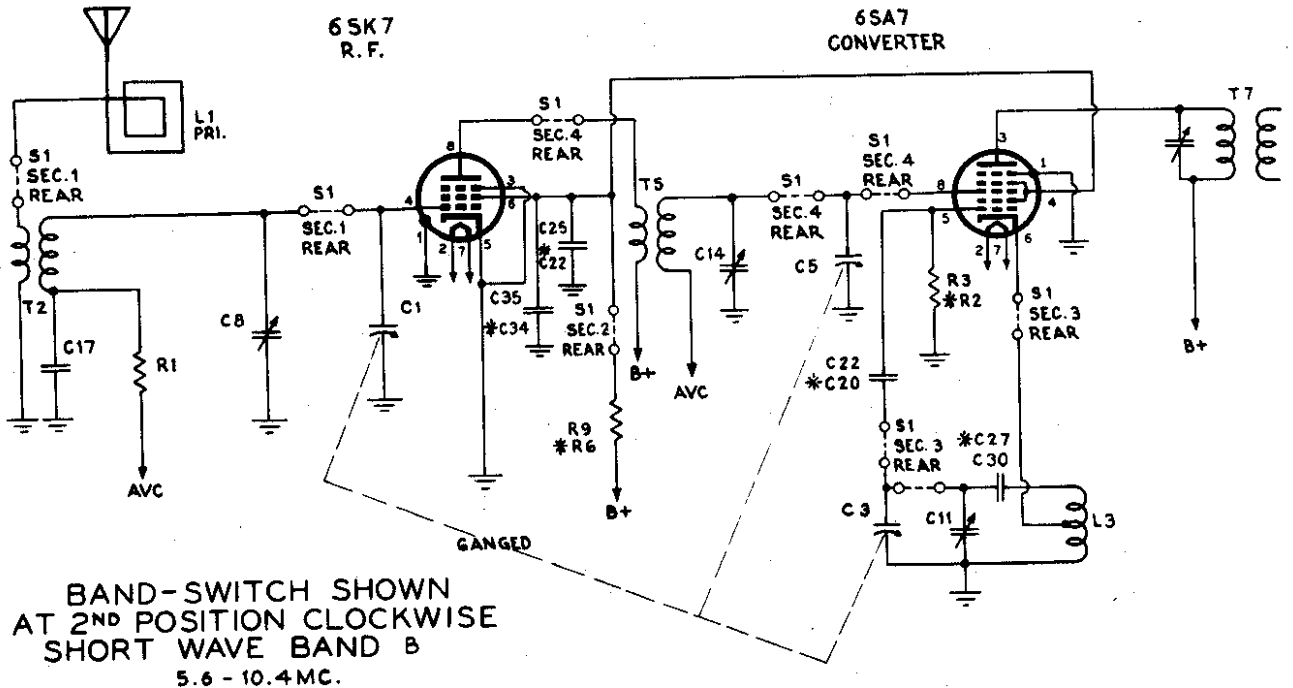 6SK7
R.F.
6SA7
CONVERTER
L1
PRI.
S1
SEC.1
REAR
T2
C17
R1
AVC
C8
S1
SEC.1
REAR
C1
8
4
1
2
7
5
3
6
S1
SEC.4
REAR
C25
*C22
C35
*C34
S1
SEC.2
REAR
R9
*R6
B+
T5
B+
AVC
C14
S1
SEC.4
REAR
C5
S1
SEC.4
REAR
8
5
3
1
4
2
7
6
R3
*R2
C22
*C20
S1
SEC.3
REAR
S1
SEC.3
REAR
*C27
C30
C3
C11
L3
T7
B+
GANGED
BAND-SWITCH SHOWN
AT 2ND POSITION CLOCKWISE
SHORT WAVE BAND B
5.6 - 10.4 MC.